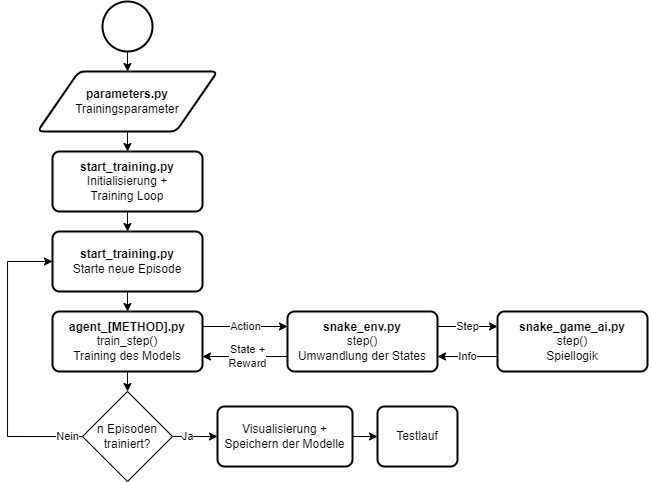 parameters.py
Trainingsparameter
start_training.py
Initialisierung +
Training Loop
start_training.py
Starte neue Episode
agent_[METHOD].py
train_step()
Training des Models
Action
State +
Reward
snake_env.py
step()
Umwandlung der States
Step
Info
snake_game_ai.py
step()
Spiellogik
Nein
n Episoden
trainiert?
Ja
Visualisierung +
Speichern der Modelle
Testlauf